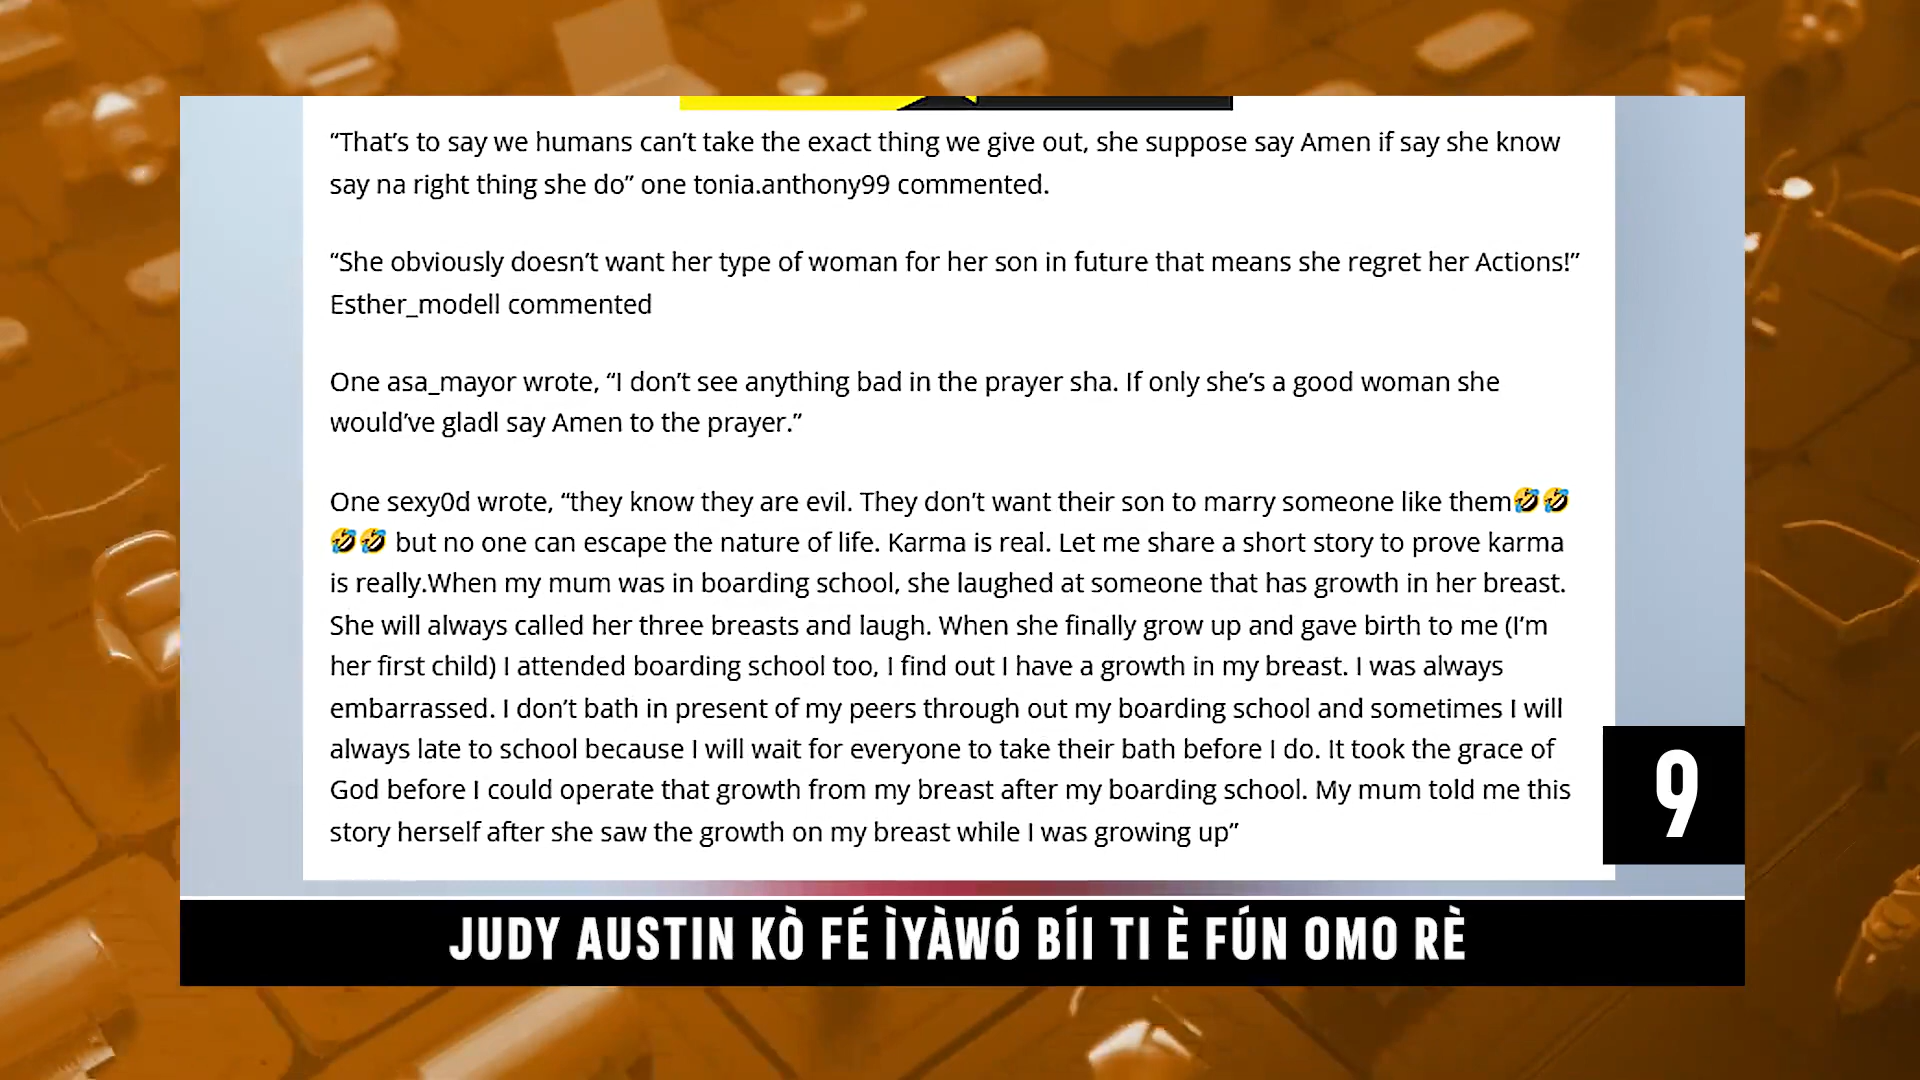 “That’s to say we humans can’t take the exact thing we give out, she suppose say Amen if say she know
say na right thing she do” one tonia.anthony99 commented.
“She obviously doesn’t want her type of woman for her son in future that means she regret her Actions!”
Esther_modell commented
One asa_mayor wrote, “I don’t see anything bad in the prayer sha. If only she’s a good woman she
would’ve gladl say Amen to the prayer.”
One sexy0d wrote, “they know they are evil. They don’t want their son to marry someone like them🤣🤣
🤣🤣 but no one can escape the nature of life. Karma is real. Let me share a short story to prove karma
is really.When my mum was in boarding school, she laughed at someone that has growth in her breast.
She will always called her three breasts and laugh. When she finally grow up and gave birth to me (I’m
her first child) I attended boarding school too, I find out I have a growth in my breast. I was always
embarrassed. I don’t bath in present of my peers through out my boarding school and sometimes I will
always late to school because I will wait for everyone to take their bath before I do. It took the grace of
God before I could operate that growth from my breast after my boarding school. My mum told me this
story herself after she saw the growth on my breast while I was growing up”
9
JUDY AUSTIN KÒ FÉ ÌYÀWÓ BÍI TI È FÚN OMO RÈ